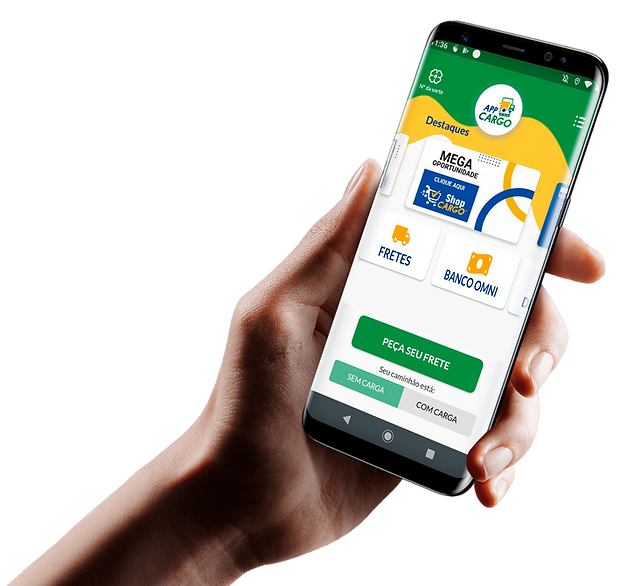 1:36
Nº da sorte
APP
CARGO
Destaques
MEGA
OPORTUNIDADE
CLIQUE AQUI
Shop
CARGO
FRETES
BANCO OMNI
D
PEÇA SEU FRETE
Seu caminhão está:
SEM CARGA
COM CARGA